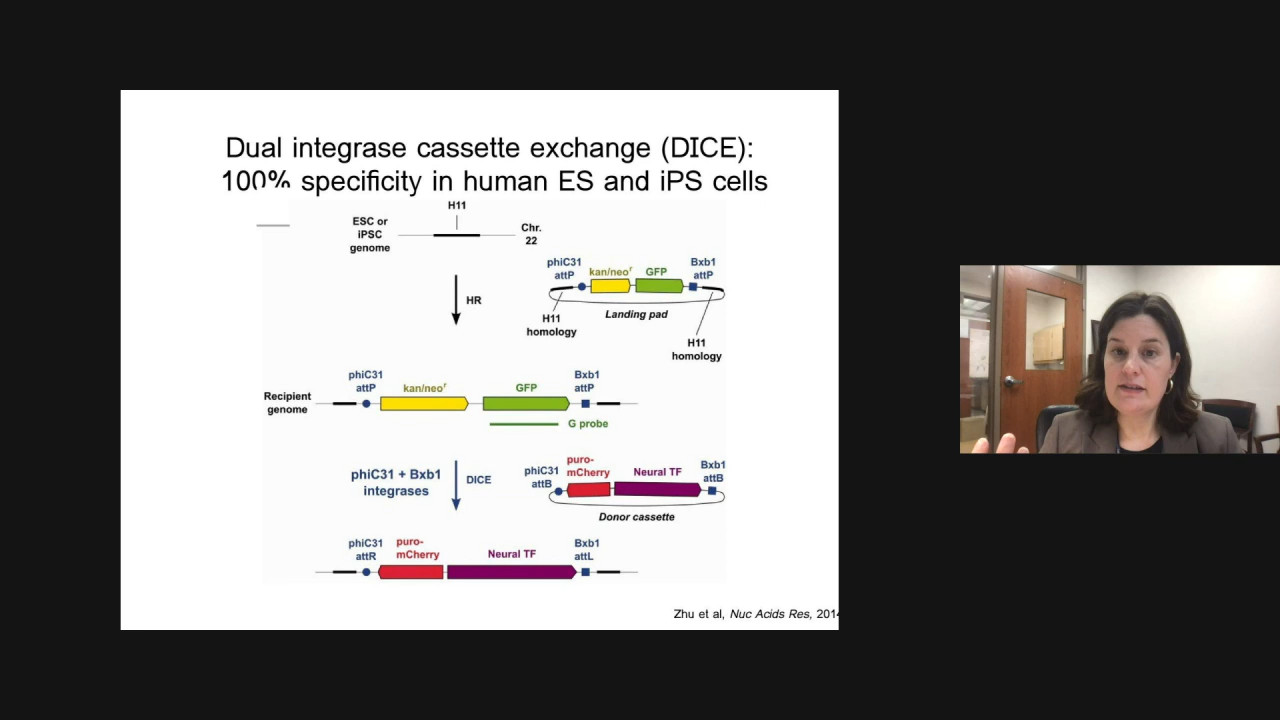 Dual integrase cassette exchange (DICE):
100% specificity in human ES and iPS cells
H11
ESC or
iPSC
genome
Chr.
22
phiC31
attP
kan/neoʳ
GFP
Bxb1
attP
HR
H11
homology
Landing pad
H11
homology
phiC31
attP
kan/neoʳ
GFP
Bxb1
attP
Recipient
genome
G probe
phiC31 + Bxb1
integrases
DICE
phiC31
attB
puro-
mCherry
Neural TF
Bxb1
attB
Donor cassette
phiC31
attR
puro-
mCherry
Neural TF
Bxb1
attL
Zhu et al, Nuc Acids Res, 2014